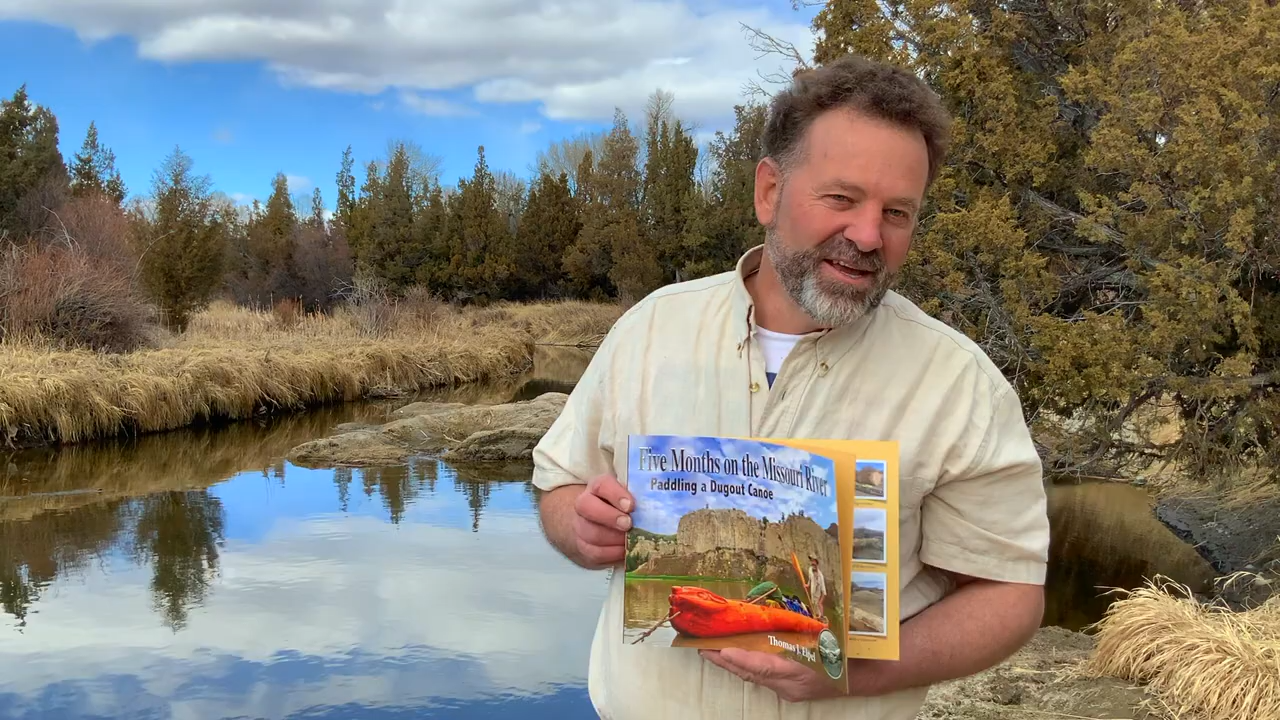 Five Months on the Missouri River
Paddling a Dugout Canoe
Thomas J. Elpel